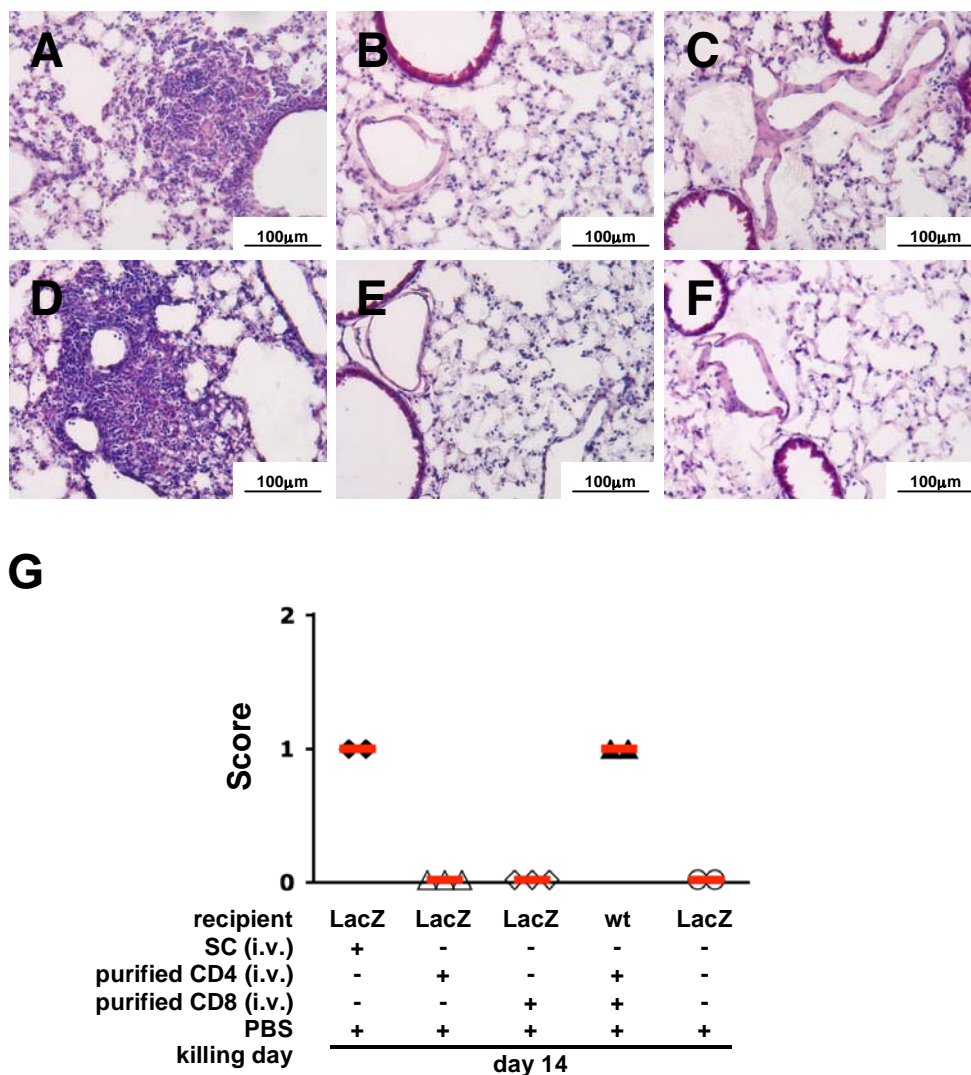 A B C
100μm 100μm 100μm
D E F
100μm 100μm 100μm
G
2
1
0
Score
recipient LacZ LacZ LacZ wt LacZ
SC (i.v.) + - - - -
purified CD4 (i.v.) - + - + -
purified CD8 (i.v.) - - + + -
PBS + + + + +
killing day day 14